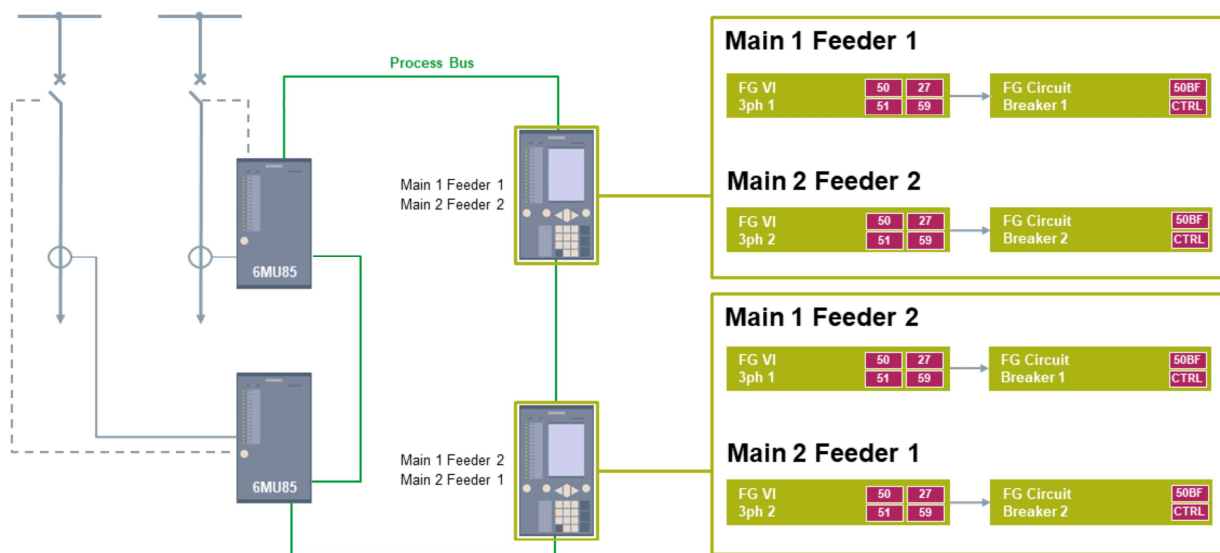 Process Bus
6MU85
6MU85
Main 1 Feeder 1
Main 2 Feeder 2
Main 1 Feeder 2
Main 2 Feeder 1
Main 1 Feeder 1
FG VI
3ph 1
50 27
51 59
FG Circuit
Breaker 1
50BF
CTRL
Main 2 Feeder 2
FG VI
3ph 2
50 27
51 59
FG Circuit
Breaker 2
50BF
CTRL
Main 1 Feeder 2
FG VI
3ph 1
50 27
51 59
FG Circuit
Breaker 1
50BF
CTRL
Main 2 Feeder 1
FG VI
3ph 2
50 27
51 59
FG Circuit
Breaker 2
50BF
CTRL